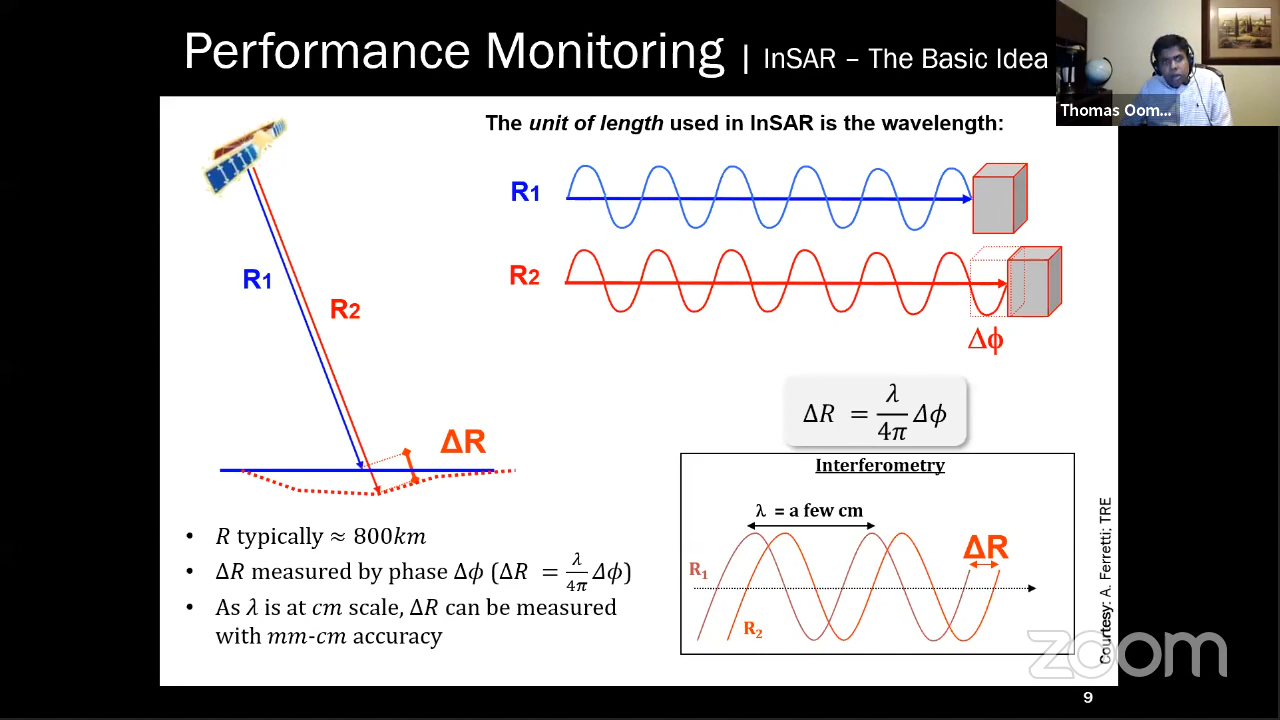 Performance Monitoring | InSAR – The Basic Idea
Thomas Oom...
The unit of length used in InSAR is the wavelength:
R1
R2
Δϕ
R1
R2
ΔR
ΔR = λ/4π Δϕ
Interferometry
λ = a few cm
ΔR
R1
R2
• R typically ≈ 800km
• ΔR measured by phase Δϕ (ΔR = λ/4π Δϕ)
• As λ is at cm scale, ΔR can be measured
with mm-cm accuracy
Courtesy: A. Ferretti; TRE
zoom
9